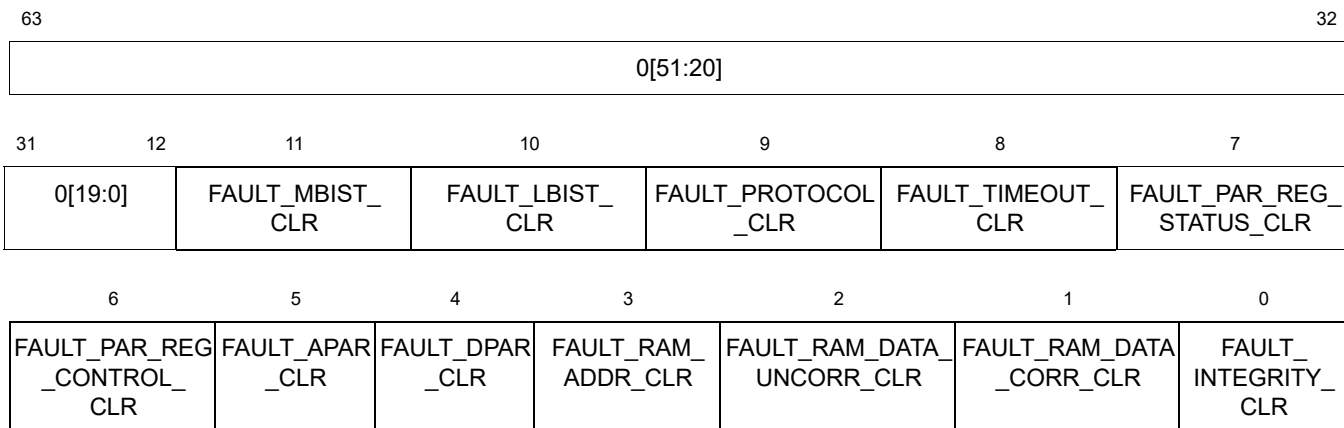 63 32
0[51:20]
31 12 11 10 9 8 7
0[19:0] FAULT_MBIST_ FAULT_LBIST_ FAULT_PROTOCOL FAULT_TIMEOUT_ FAULT_PAR_REG_
CLR CLR _CLR CLR STATUS_CLR
6 5 4 3 2 1 0
FAULT_PAR_REG FAULT_APAR FAULT_DPAR FAULT_RAM_ FAULT_RAM_DATA_ FAULT_RAM_DATA FAULT_
_CONTROL_ _CLR _CLR ADDR_CLR UNCORR_CLR _CORR_CLR INTEGRITY_
CLR CLR